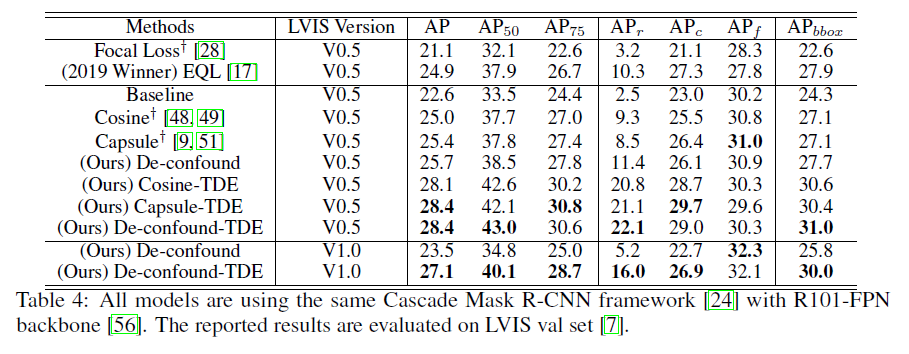 Methods LVIS Version AP AP50 AP75 APr APc APf APbbox
Focal Loss† [28] V0.5 21.1 32.1 22.6 3.2 21.1 28.3 22.6
(2019 Winner) EQL [17] V0.5 24.9 37.9 26.7 10.3 27.3 27.8 27.9
Baseline V0.5 22.6 33.5 24.4 2.5 23.0 30.2 24.3
Cosine† [48, 49] V0.5 25.0 37.7 27.0 9.3 25.5 30.8 27.1
Capsule† [9, 51] V0.5 25.4 37.8 27.4 8.5 26.4 31.0 27.1
(Ours) De-confound V0.5 25.7 38.5 27.8 11.4 26.1 30.9 27.7
(Ours) Cosine-TDE V0.5 28.1 42.6 30.2 20.8 28.7 30.3 30.6
(Ours) Capsule-TDE V0.5 28.4 42.1 30.8 21.1 29.7 29.6 30.4
(Ours) De-confound-TDE V0.5 28.4 43.0 30.6 22.1 29.0 30.3 31.0
(Ours) De-confound V1.0 23.5 34.8 25.0 5.2 22.7 32.3 25.8
(Ours) De-confound-TDE V1.0 27.1 40.1 28.7 16.0 26.9 32.1 30.0
Table 4: All models are using the same Cascade Mask R-CNN framework [24] with R101-FPN
backbone [56]. The reported results are evaluated on LVIS val set [7].